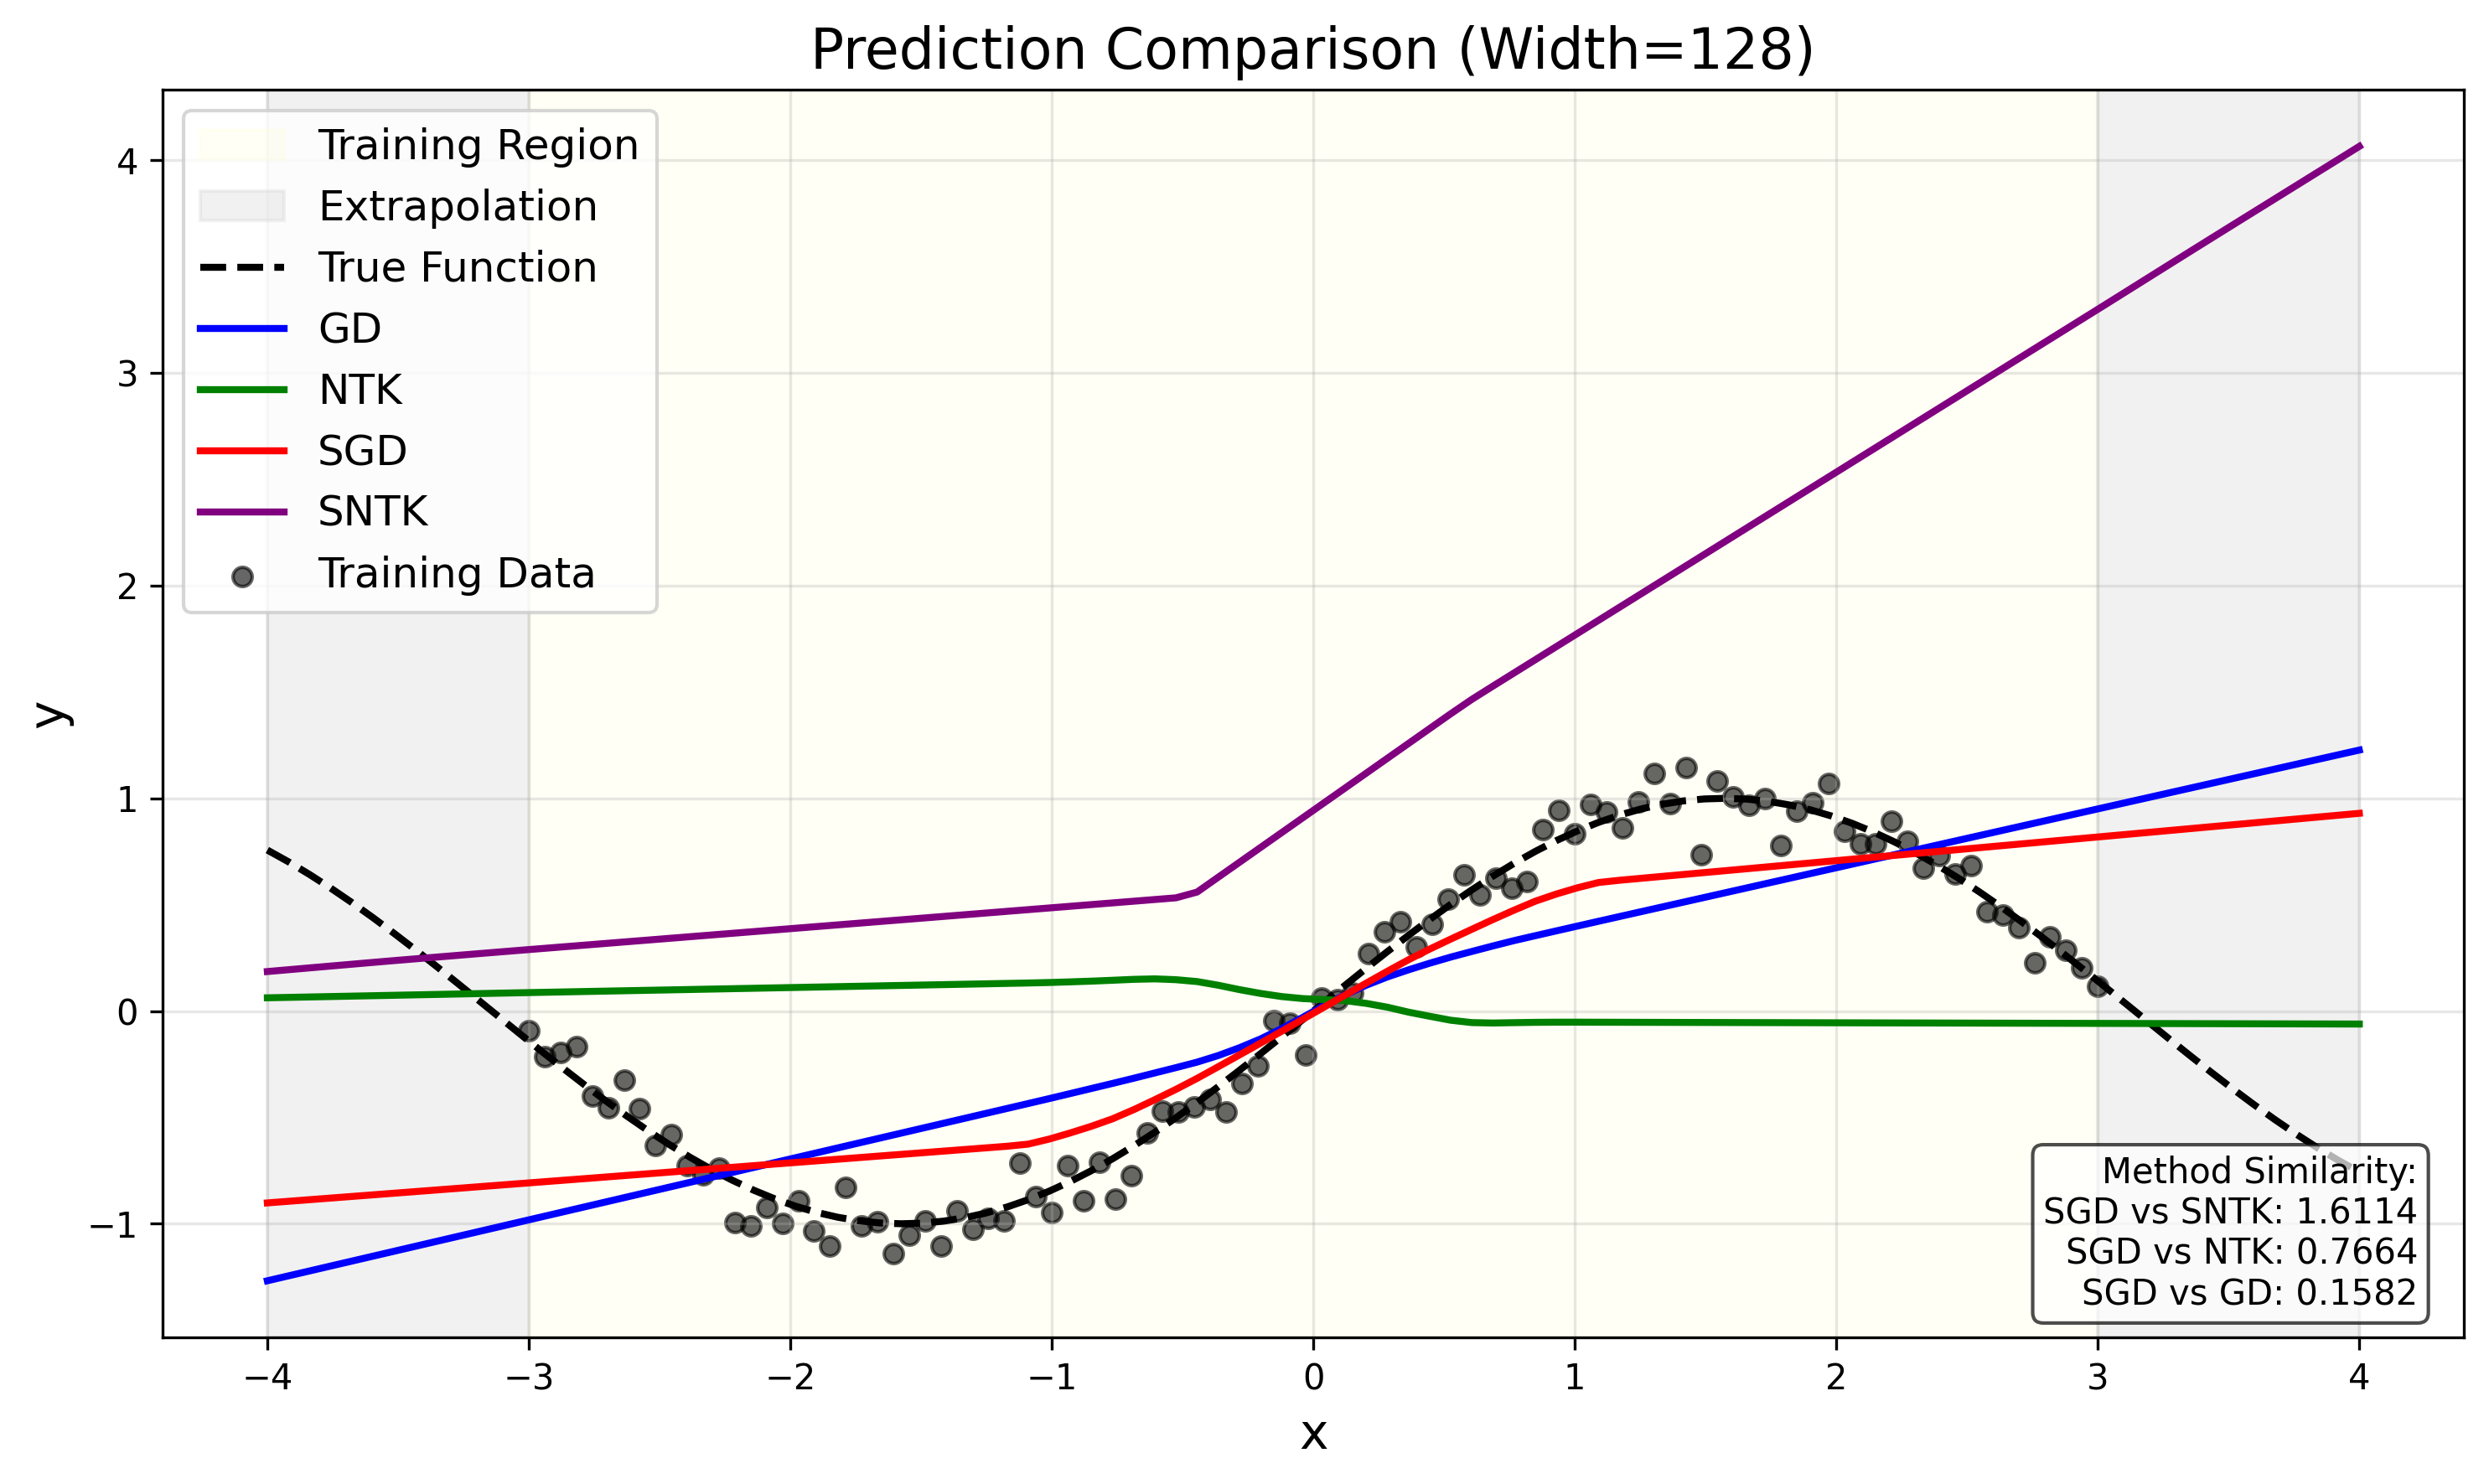 Prediction Comparison (Width=128)
Training Region
Extrapolation
True Function
GD
NTK
SGD
SNTK
Training Data
y
4
3
2
1
0
−1
−4
−3
−2
−1
0
1
2
3
4
x
Method Similarity:
SGD vs SNTK: 1.6114
SGD vs NTK: 0.7664
SGD vs GD: 0.1582